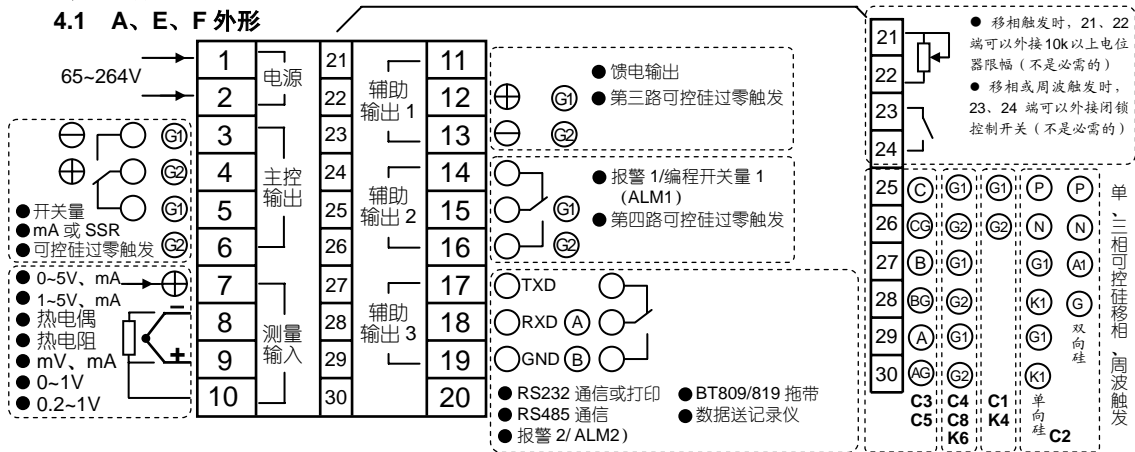 4.1 A、E、F 外形
65~264V
1
2
3
4
5
6
7
8
9
10
电源
主控
输出
测量
输入
21
22
23
24
25
26
27
28
29
30
辅助
输出 1
辅助
输出 2
辅助
输出 3
11
12
13
14
15
16
17
18
19
20
⊖ G1
⊕ G2
G1
G2
●开关量
●mA 或 SSR
●可控硅过零触发
● 0~5V、mA
● 1~5V、mA
● 热电偶
● 热电阻
● mV、mA
● 0~1V
● 0.2~1V
⊕
−
+
⊕ G1
⊖ G2
● 馈电输出
● 第三路可控硅过零触发
G1
G2
● 报警 1/编程开关量 1
(ALM1)
● 第四路可控硅过零触发
TXD
RXD A
GND B
● RS232 通信或打印
● RS485 通信
● 报警 2/ ALM2）
● BT809/819 拖带
● 数据送记录仪
21
22
23
24
● 移相触发时，21、22
端可以外接10k以上电位
器限幅（不是必需的）
● 移相或周波触发时，
23、24 端可以外接闭锁
控制开关（不是必需的）
25 C G1 G1 P P
26 CG G2 G2 N N
27 B G1 G1 A1
28 BG G2 K1 G
29 A G1 G1
30 AG G2 K1
双向硅
单向硅
C3
C5
C4
C8
K6
C1
K4
C2
单、三相可控硅移相、周波触发